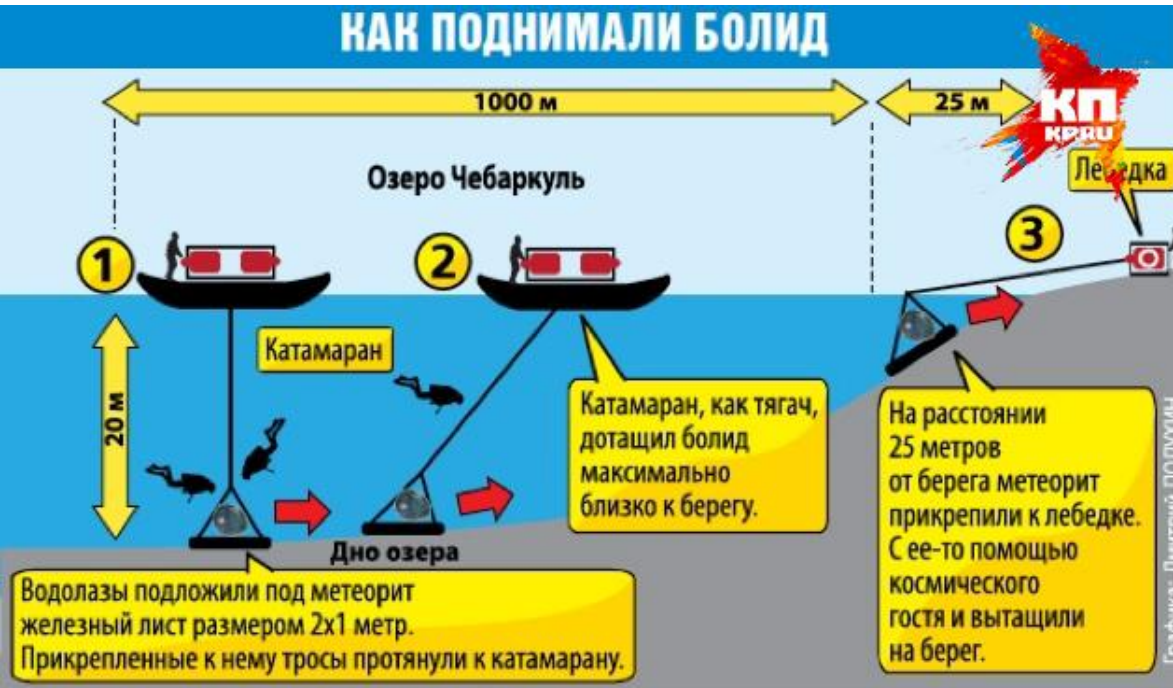 КАК ПОДНИМАЛИ БОЛИД
1000 м
25 м
КП
KP.RU
Озеро Чебаркуль
Лебедка
1
2
3
Катамаран
20 м
Катамаран, как тягач,
дотащил болид
максимально
близко к берегу.
На расстоянии
25 метров
от берега метеорит
прикрепили к лебедке.
С ее-то помощью
космического
гостя и вытащили
на берег.
Дно озера
Водолазы подложили под метеорит
железный лист размером 2х1 метр.
Прикрепленные к нему тросы протянули к катамарану.
Графика: Дмитрий ПОЛУХИН